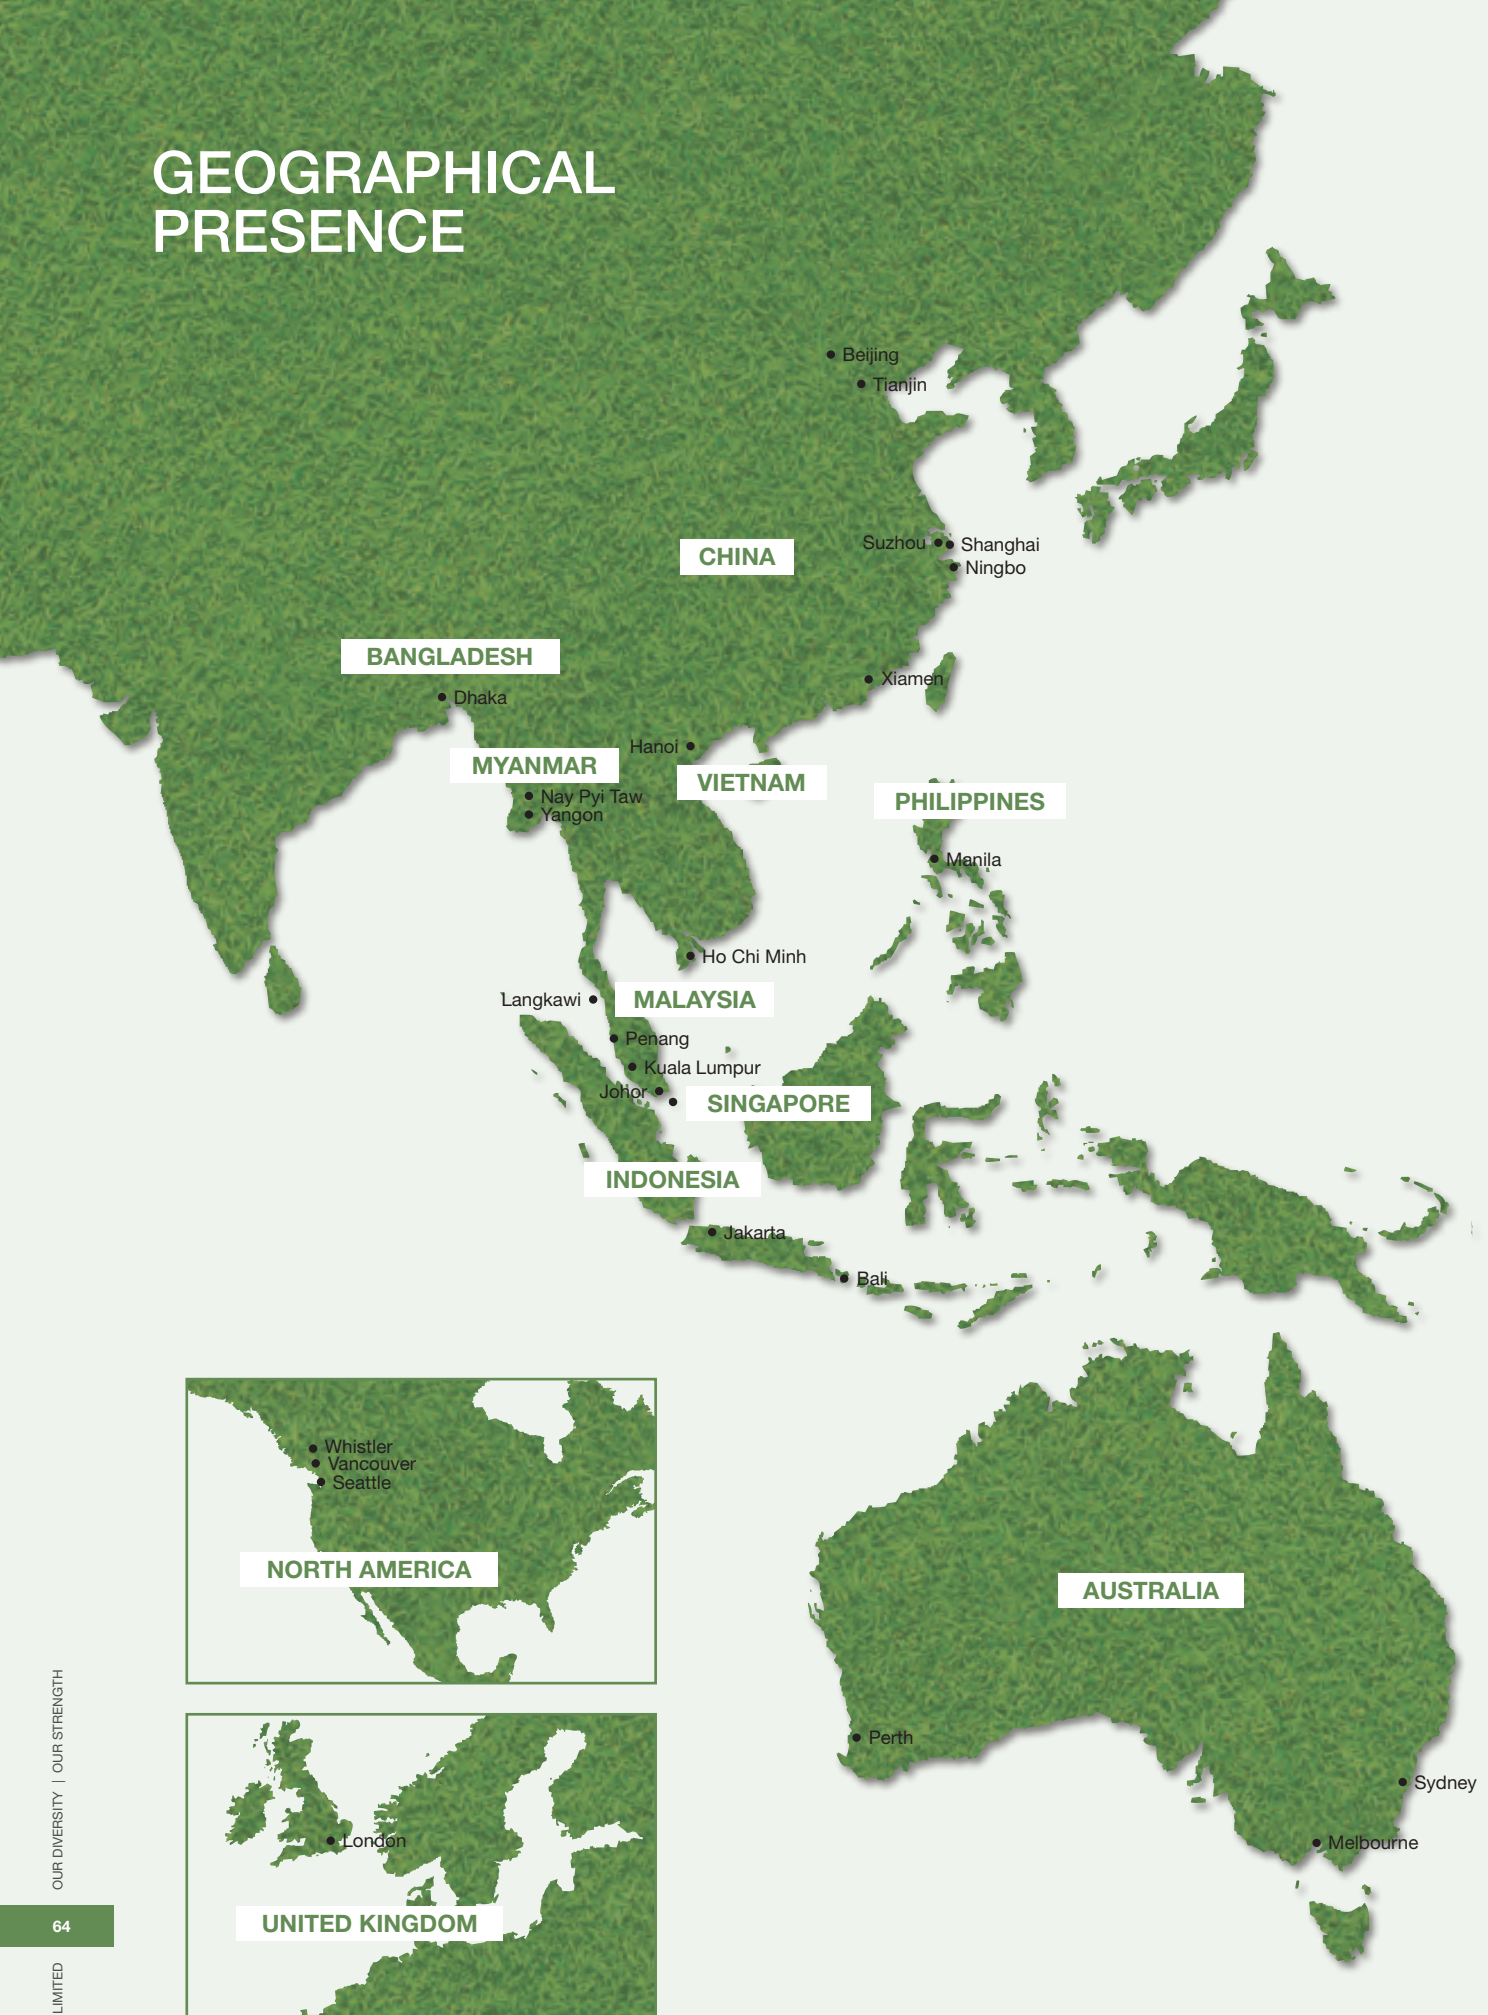 GEOGRAPHICAL
PRESENCE
Beijing
Tianjin
CHINA
Suzhou
Shanghai
Ningbo
BANGLADESH
Dhaka
Xiamen
Hanoi
MYANMAR
VIETNAM
Nay Pyi Taw
Yangon
PHILIPPINES
Manila
Ho Chi Minh
Langkawi
MALAYSIA
Penang
Kuala Lumpur
Johor
SINGAPORE
INDONESIA
Jakarta
Bali
Whistler
Vancouver
Seattle
NORTH AMERICA
AUSTRALIA
Perth
Sydney
Melbourne
London
UNITED KINGDOM
OUR DIVERSITY | OUR STRENGTH
64
LIMITED